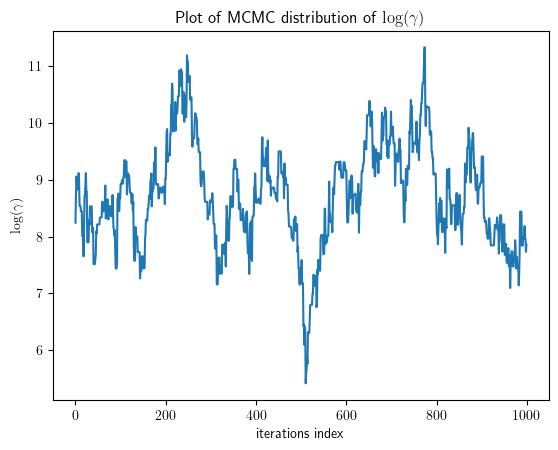 Plot of MCMC distribution of log(γ)
log(γ)
11
10
9
8
7
6
0 200 400 600 800 1000
iterations index